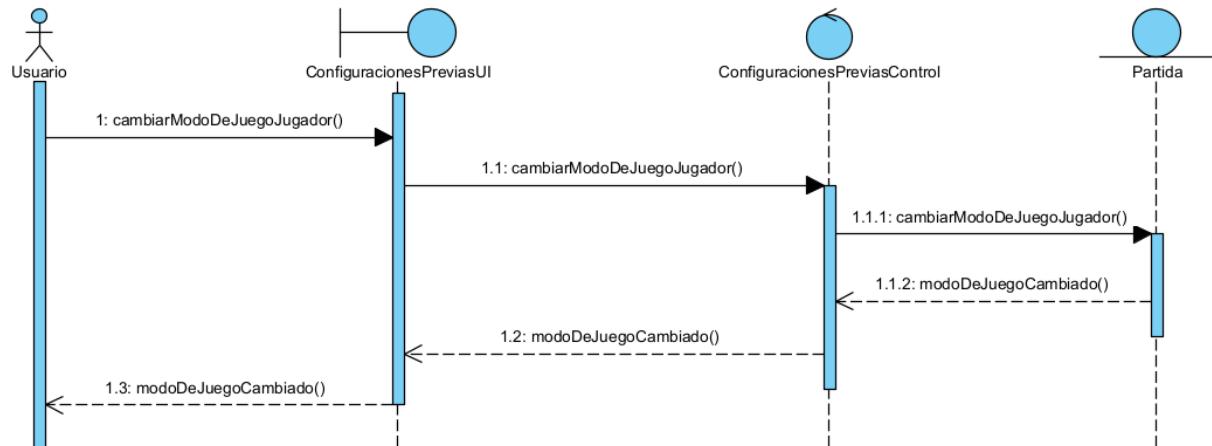 Usuario
ConfiguracionesPreviasUI
ConfiguracionesPreviasControl
Partida
1: cambiarModoDeJuegoJugador()
1.1: cambiarModoDeJuegoJugador()
1.1.1: cambiarModoDeJuegoJugador()
1.1.2: modoDeJuegoCambiado()
1.2: modoDeJuegoCambiado()
1.3: modoDeJuegoCambiado()